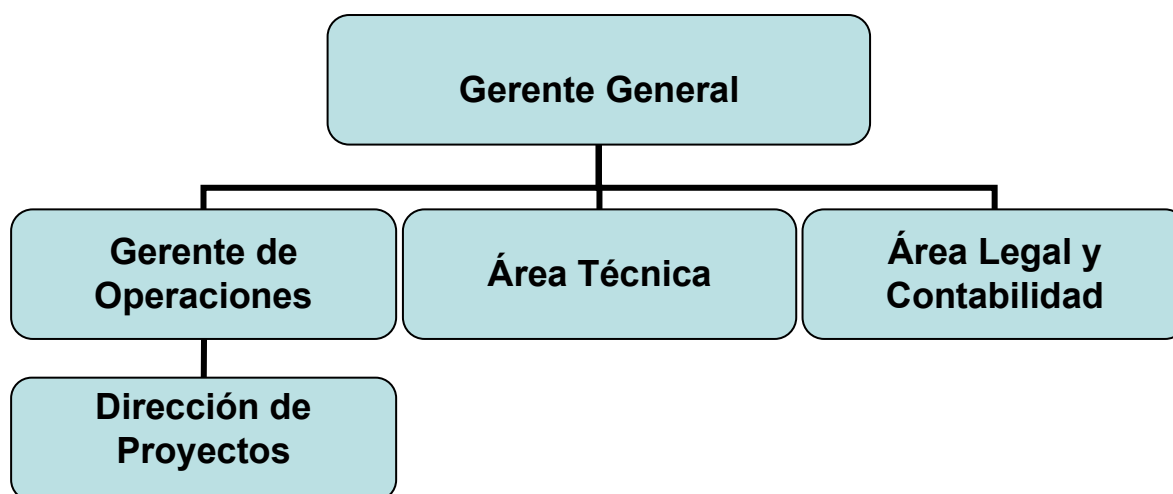 Gerente General
Gerente de
Operaciones
Área Técnica
Área Legal y
Contabilidad
Dirección de
Proyectos